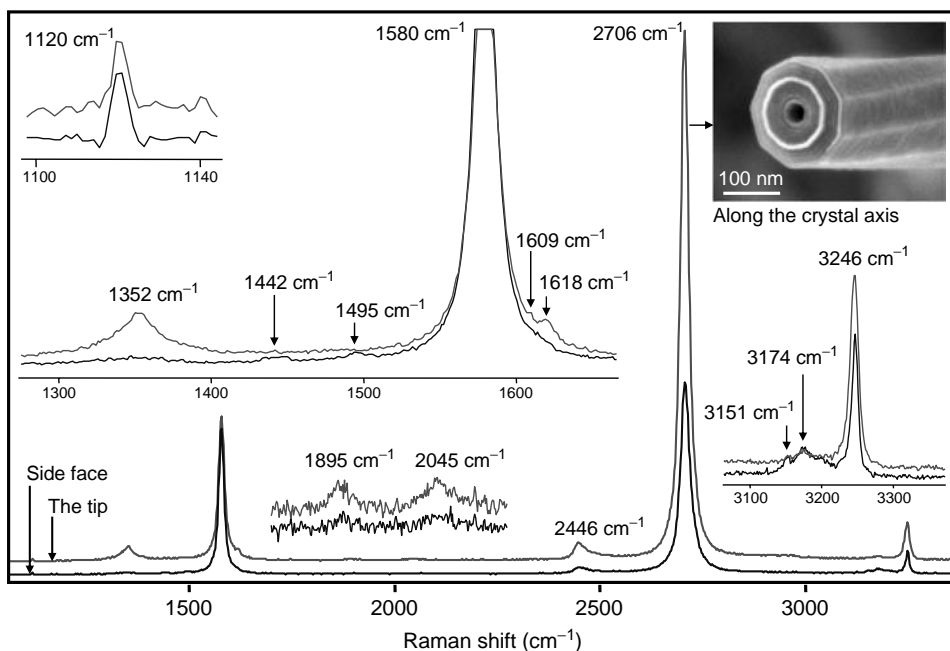 1120 cm⁻¹
1580 cm⁻¹
2706 cm⁻¹
1100
1140
100 nm
Along the crystal axis
1352 cm⁻¹
1442 cm⁻¹
1495 cm⁻¹
1609 cm⁻¹
1618 cm⁻¹
3246 cm⁻¹
3174 cm⁻¹
3151 cm⁻¹
1300
1400
1500
1600
3100
3200
3300
Side face
The tip
1895 cm⁻¹
2045 cm⁻¹
2446 cm⁻¹
1500
2000
2500
3000
Raman shift (cm⁻¹)